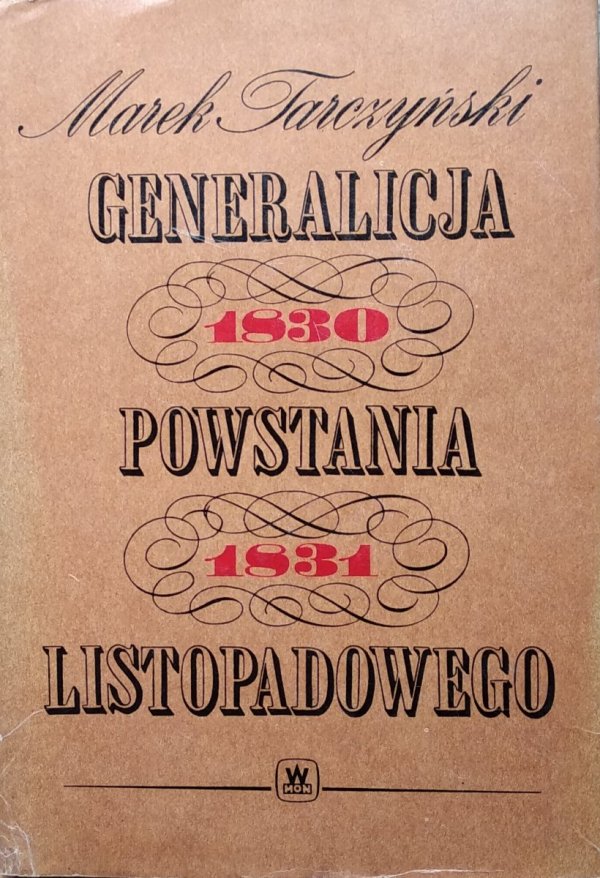 Marek Tarczyński
GENERALICJA
1830
POWSTANIA
1831
LISTOPADOWEGO
W
MON